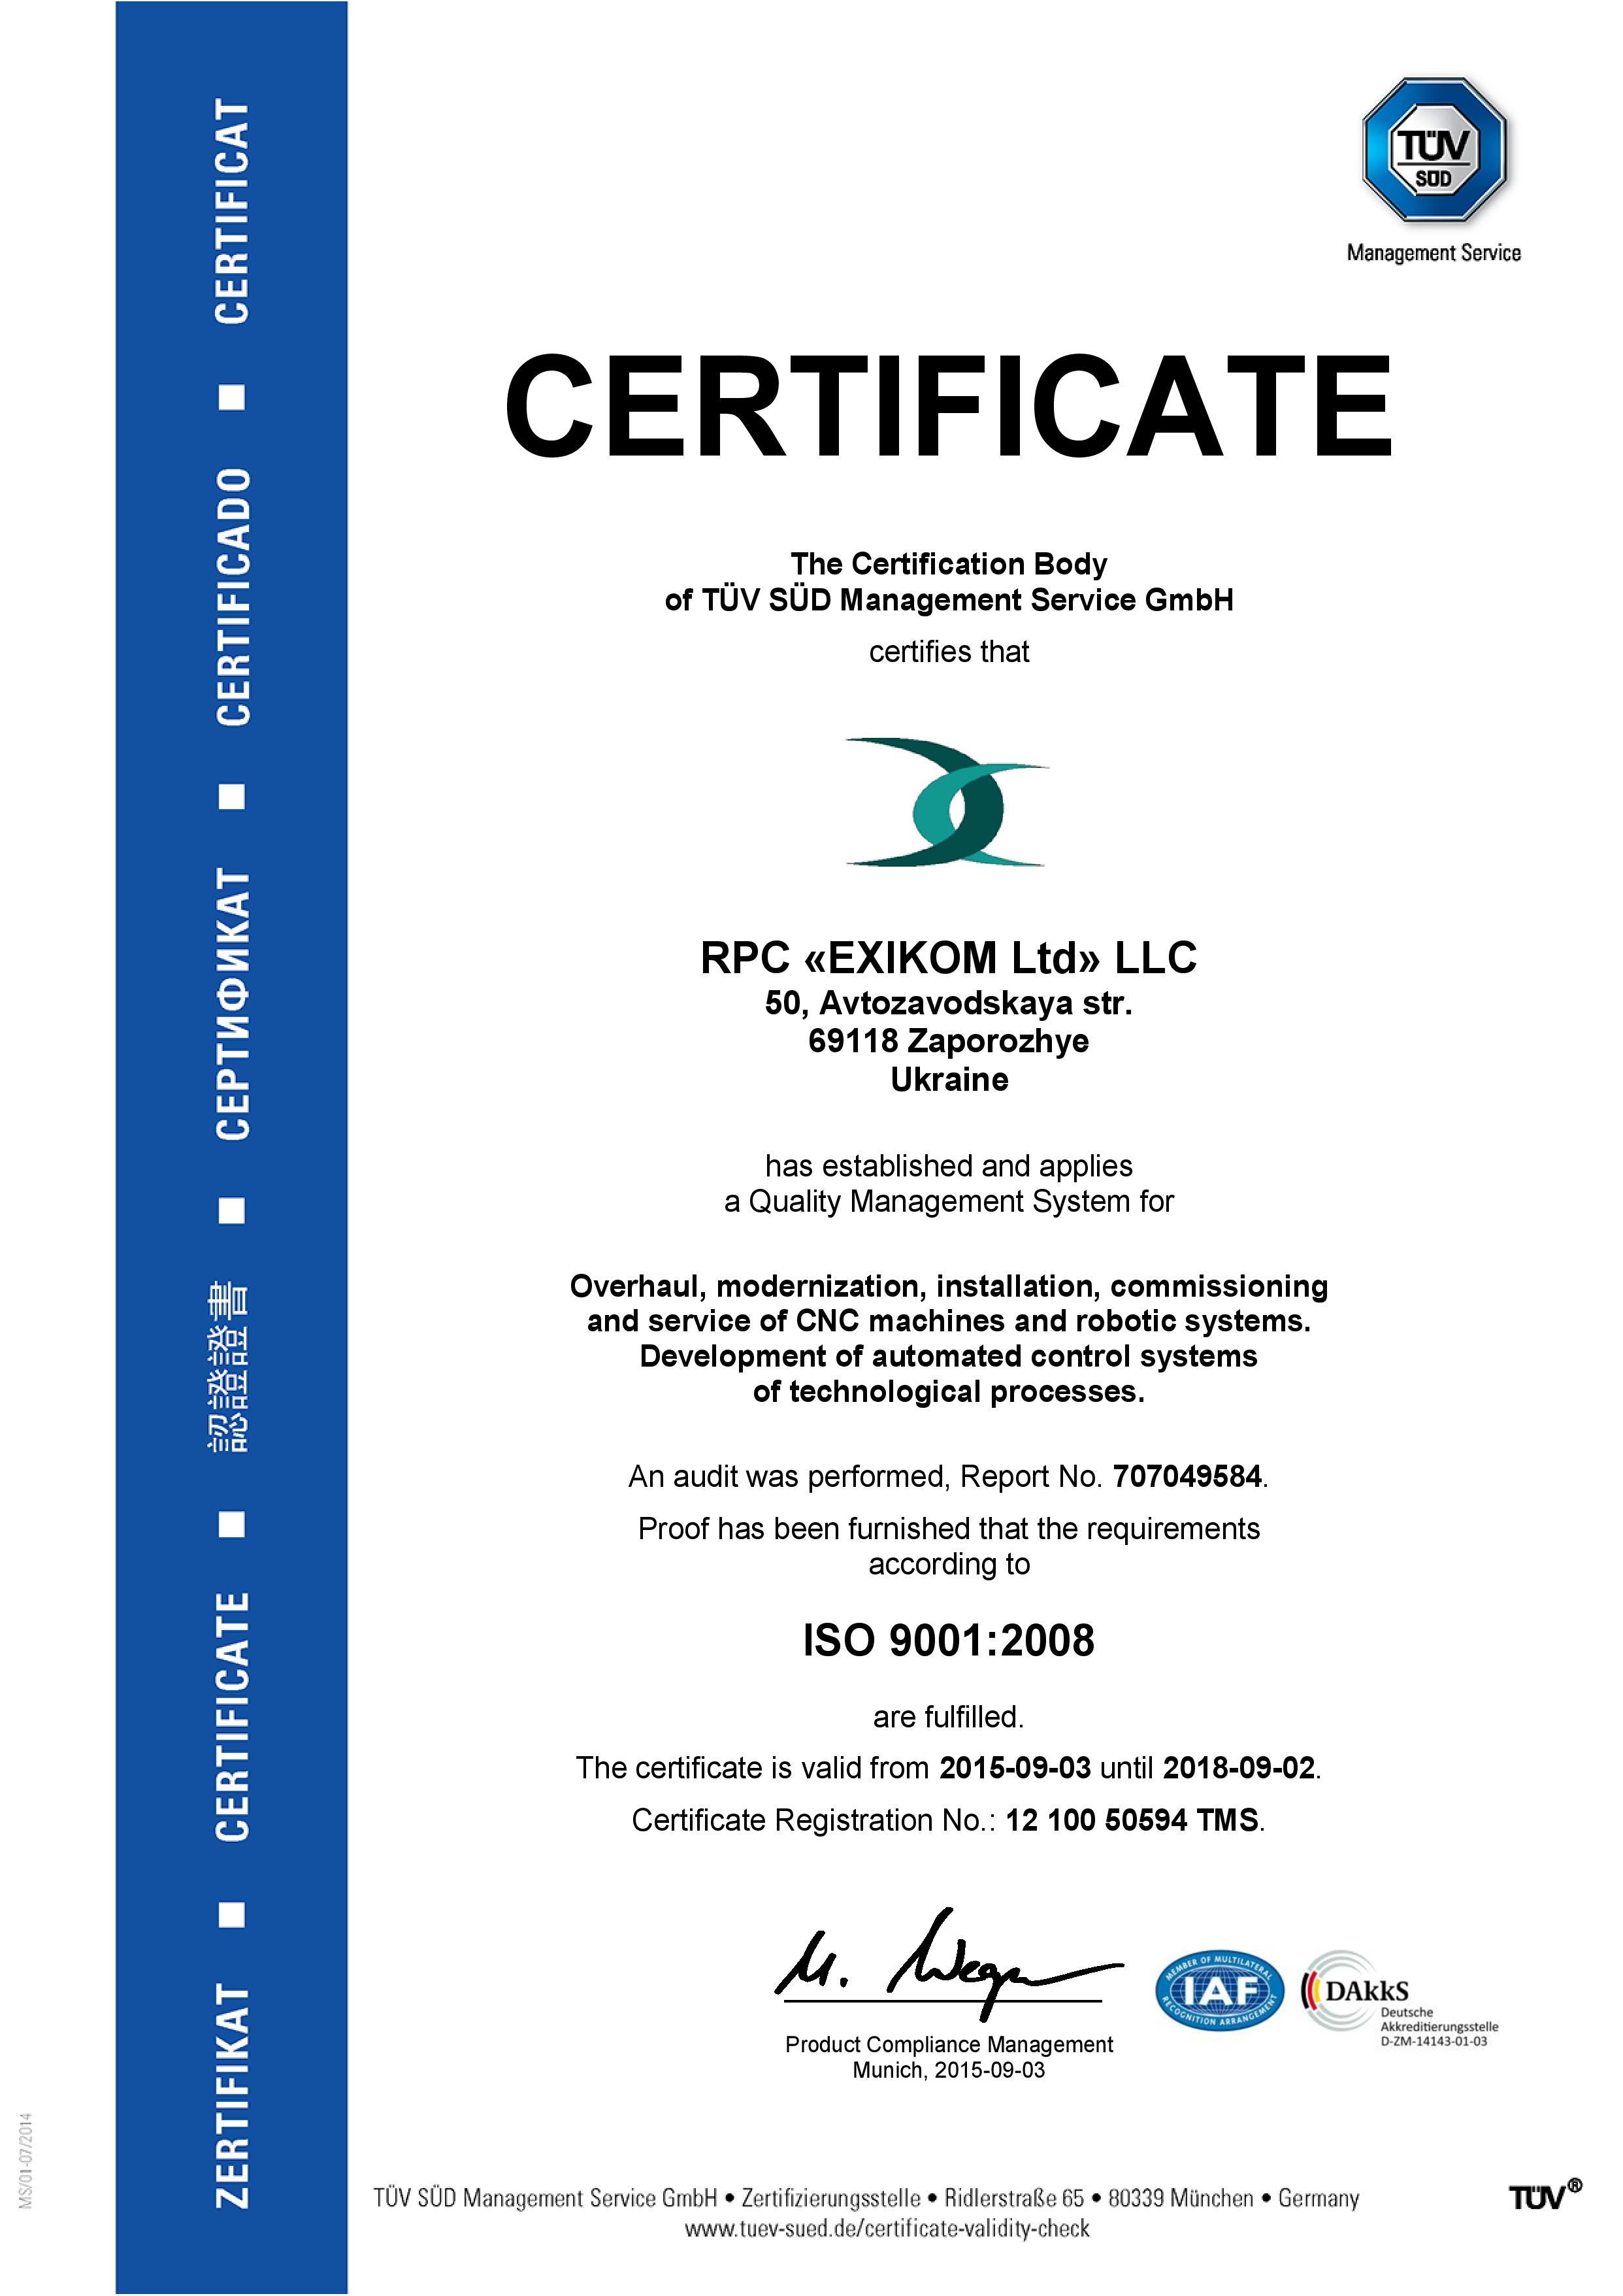 TÜV
SÜD
Management Service
CERTIFICATE
The Certification Body
of TÜV SÜD Management Service GmbH
certifies that
RPC «EXIKOM Ltd» LLC
50, Avtozavodskaya str.
69118 Zaporozhye
Ukraine
has established and applies
a Quality Management System for
Overhaul, modernization, installation, commissioning
and service of CNC machines and robotic systems.
Development of automated control systems
of technological processes.
An audit was performed, Report No. 707049584.
Proof has been furnished that the requirements
according to
ISO 9001:2008
are fulfilled.
The certificate is valid from 2015-09-03 until 2018-09-02.
Certificate Registration No.: 12 100 50594 TMS.
Product Compliance Management
Munich, 2015-09-03
MEMBER OF MULTILATERAL
IAF
RECOGNITION ARRANGEMENT
DAkkS
Deutsche
Akkreditierungsstelle
D-ZM-14143-01-03
TÜV SÜD Management Service GmbH • Zertifizierungsstelle • Ridlerstraße 65 • 80339 München • Germany
www.tuev-sued.de/certificate-validity-check
TÜV®
ZERTIFIKAT ■ CERTIFICATE ■ 認證證書 ■ СЕРТИФИКАТ ■ CERTIFICADO ■ CERTIFICAT
MS/01-07/2014